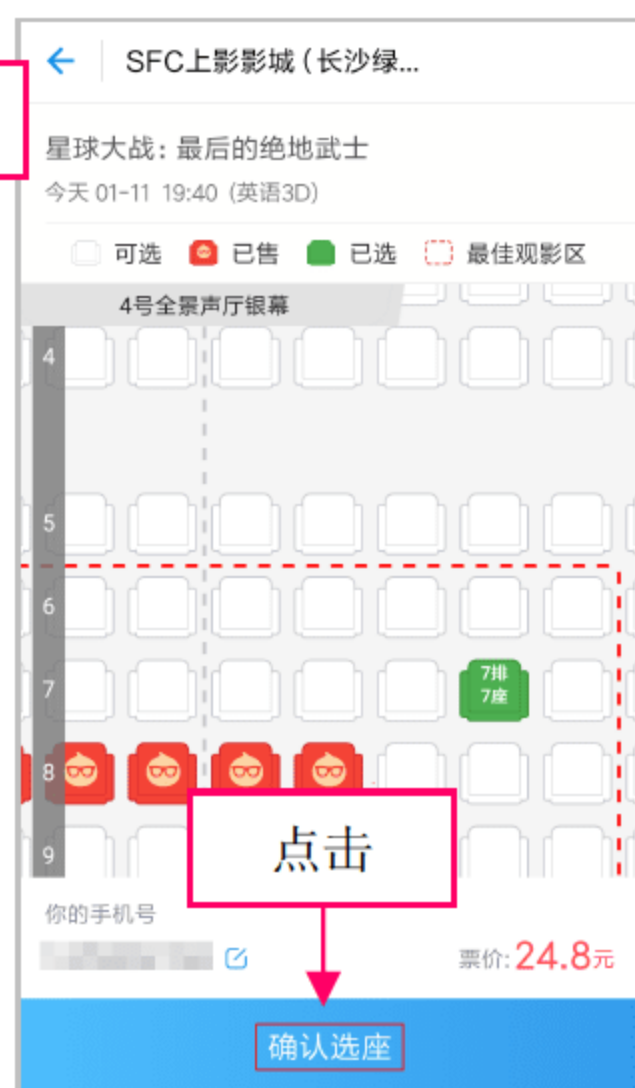 SFC上影影城(长沙绿...
星球大战: 最后的绝地武士
今天 01-11 19:40 (英语3D)
可选 已售 已选 最佳观影区
4号全景声厅银幕
4
5
6
7
7排
7座
8
9
点击
你的手机号
票价: 24.8元
确认选座